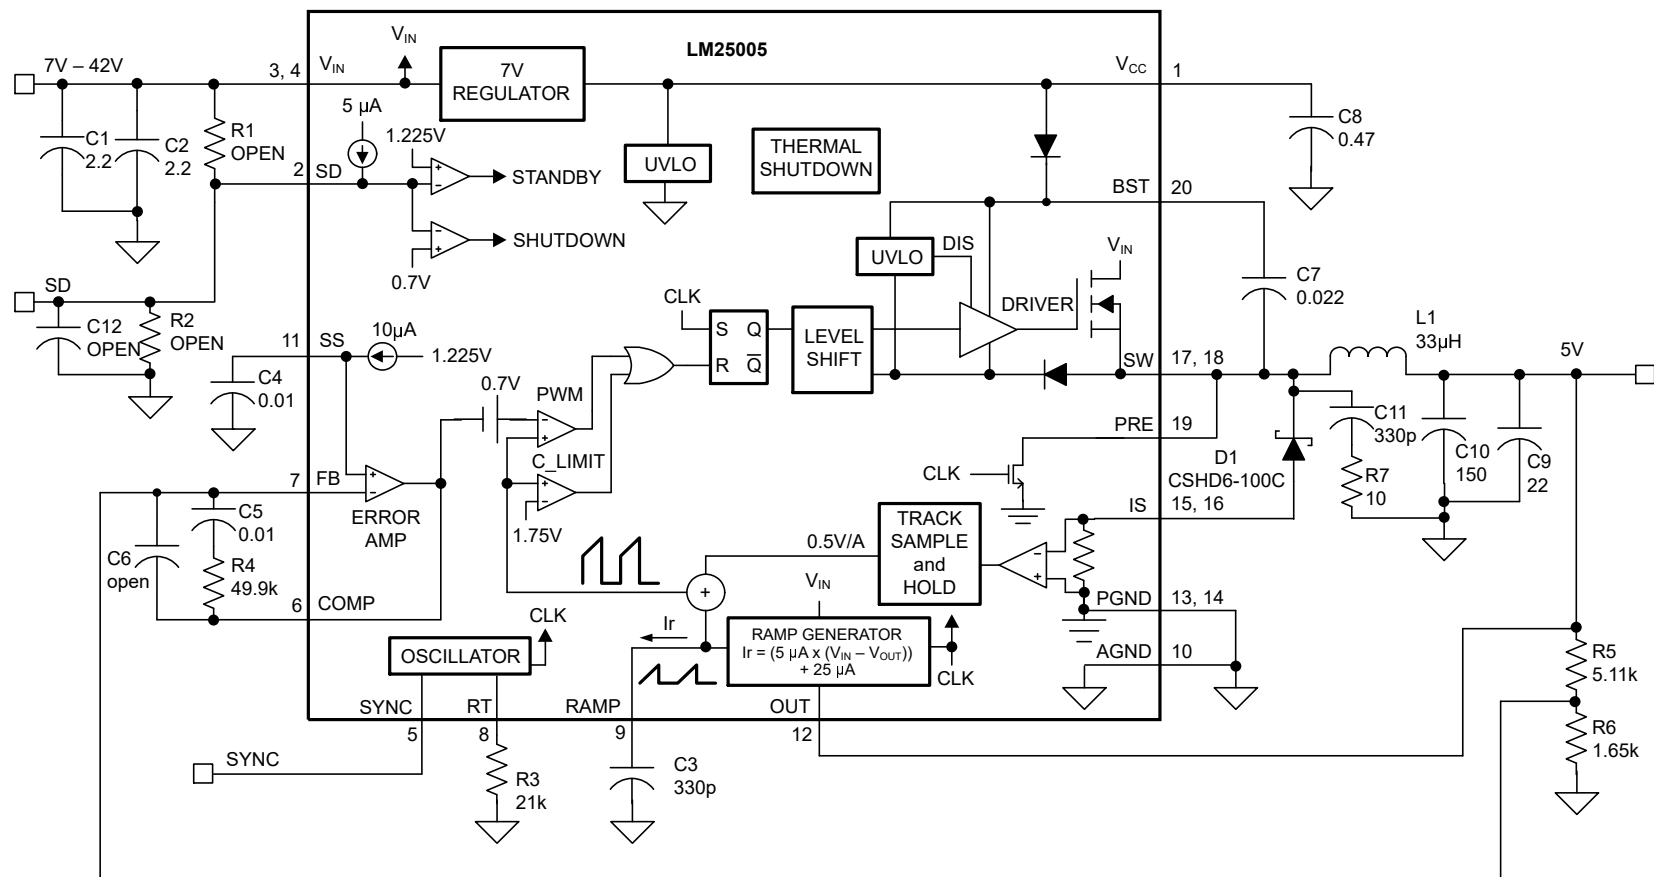 LM25005
7V – 42V
3, 4
V_IN
V_IN
7V
REGULATOR
V_CC
1
C8
0.47
C1
2.2
C2
2.2
R1
OPEN
5 µA
1.225V
2
SD
STANDBY
SHUTDOWN
0.7V
UVLO
THERMAL
SHUTDOWN
BST
20
UVLO
DIS
V_IN
DRIVER
C7
0.022
SD
C12
OPEN
R2
OPEN
11
SS
10µA
1.225V
CLK
S
Q
R
Q̅
LEVEL
SHIFT
SW
17, 18
L1
33µH
5V
C4
0.01
0.7V
PWM
C_LIMIT
1.75V
PRE
19
CLK
D1
CSHD6-100C
C11
330p
R7
10
C10
150
C9
22
7
FB
ERROR
AMP
C5
0.01
C6
open
R4
49.9k
6
COMP
IS
15, 16
TRACK
SAMPLE
and
HOLD
0.5V/A
V_IN
+
PGND
13, 14
Ir
RAMP GENERATOR
Ir = (5 µA x (V_IN – V_OUT))
+ 25 µA
CLK
AGND
10
OSCILLATOR
CLK
R5
5.11k
R6
1.65k
SYNC
5
RT
8
RAMP
9
OUT
12
SYNC
R3
21k
C3
330p